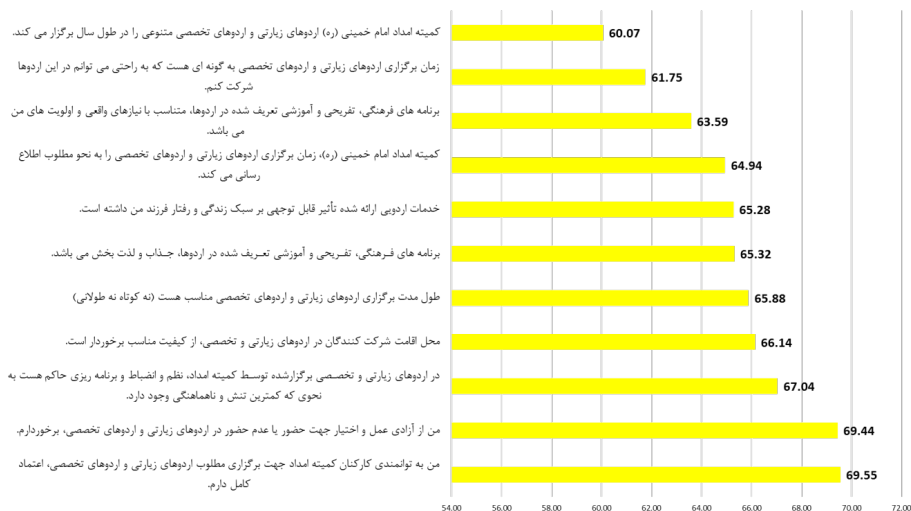 کمیته امداد امام خمینی (ره) اردوهای زیارتی و اردوهای تخصصی متنوعی را در طول سال برگزار می کند.
60.07
زمان برگزاری اردوهای زیارتی و اردوهای تخصصی به گونه ای هست که به راحتی می توانم در این اردوها
شرکت کنم.
61.75
برنامه های فرهنگی، تفریحی و آموزشی تعریف شده در اردوها، متناسب با نیازهای واقعی و اولویت های من
می باشد.
63.59
کمیته امداد امام خمینی (ره)، زمان برگزاری اردوهای زیارتی و اردوهای تخصصی را به نحو مطلوب اطلاع
رسانی می کند.
64.94
خدمات اردویی ارائه شده تأثیر قابل توجهی بر سبک زندگی و رفتار فرزند من داشته است.
65.28
برنامه های فـرهنگی، تفـریحی و آموزشی تعـریف شده در اردوها، جـذاب و لذت بخش می باشد.
65.32
طول مدت برگزاری اردوهای زیارتی و اردوهای تخصصی مناسب هست (نه کوتاه نه طولانی)
65.88
محل اقامت شرکت کنندگان در اردوهای زیارتی و تخصصی، از کیفیت مناسب برخوردار است.
66.14
در اردوهای زیارتی و تخصـصی برگزارشده توسـط کمیته امداد، نظم و انضباط و برنامه ریزی حاکم هست به
نحوی که کمترین تنش و ناهماهنگی وجود دارد.
67.04
من از آزادی عمل و اختیار جهت حضور یا عدم حضور در اردوهای زیارتی و اردوهای تخصصی، برخوردارم.
69.44
من به توانمندی کارکنان کمیته امداد جهت برگزاری مطلوب اردوهای زیارتی و اردوهای تخصصی، اعتماد
کامل دارم.
69.55
54.00 56.00 58.00 60.00 62.00 64.00 66.00 68.00 70.00 72.00